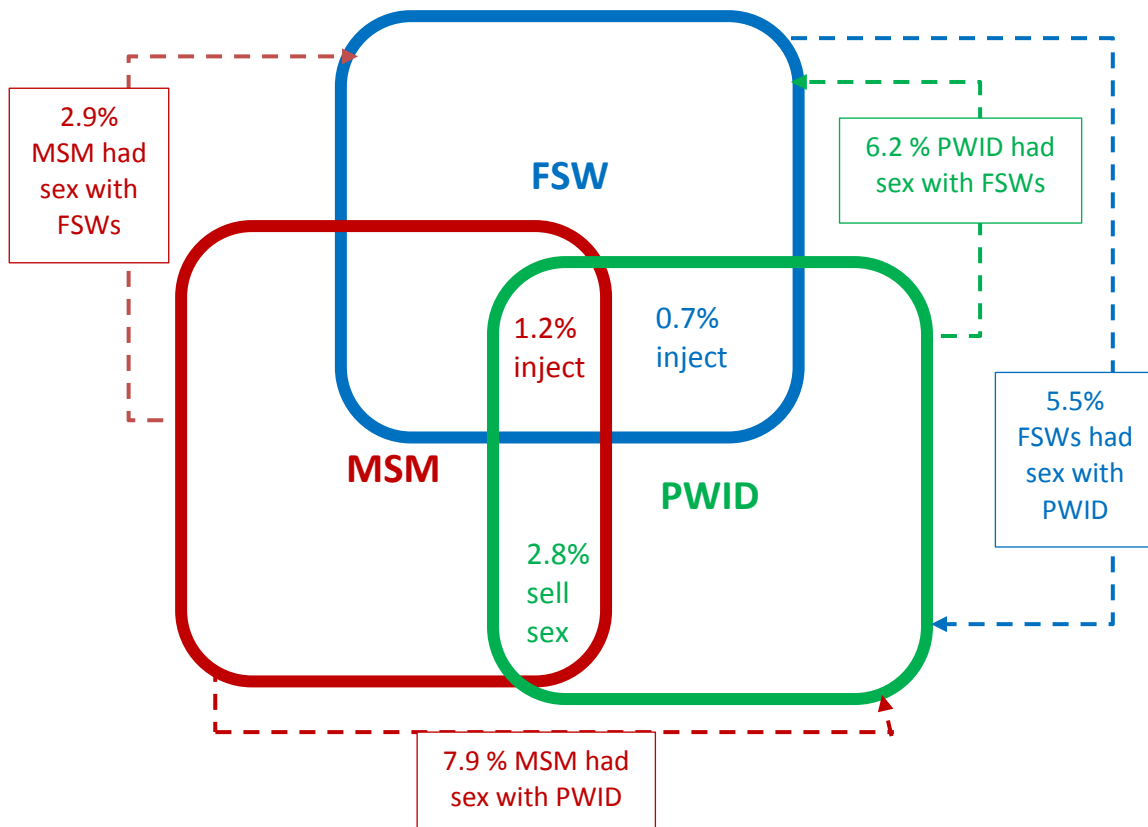 2.9%
MSM had
sex with
FSWs
FSW
6.2 % PWID had
sex with FSWs
1.2%
inject
0.7%
inject
5.5%
FSWs had
sex with
PWID
MSM
PWID
2.8%
sell
sex
7.9 % MSM had
sex with PWID